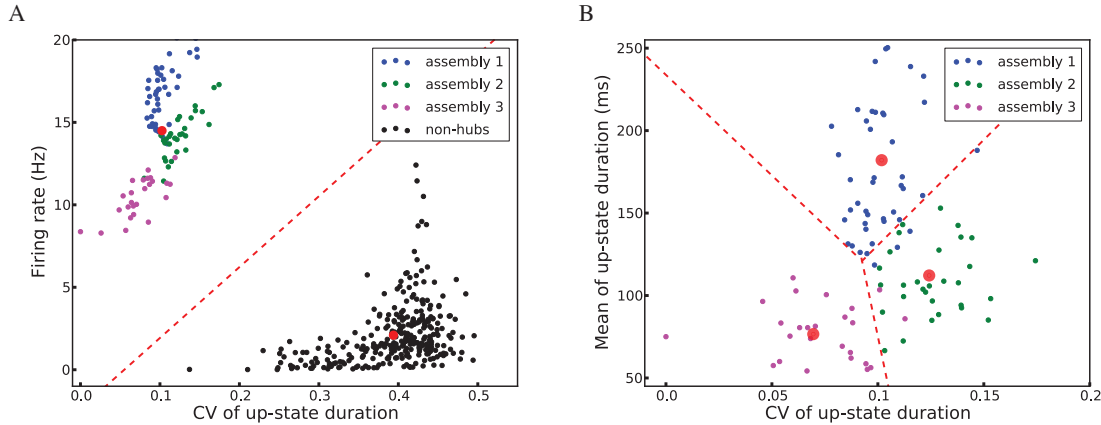 A
20
15
10
5
0
Firing rate (Hz)
0.0 0.1 0.2 0.3 0.4 0.5
CV of up-state duration
assembly 1
assembly 2
assembly 3
non-hubs
B
250
200
150
100
50
Mean of up-state duration (ms)
0.0 0.05 0.1 0.15 0.2
CV of up-state duration
assembly 1
assembly 2
assembly 3